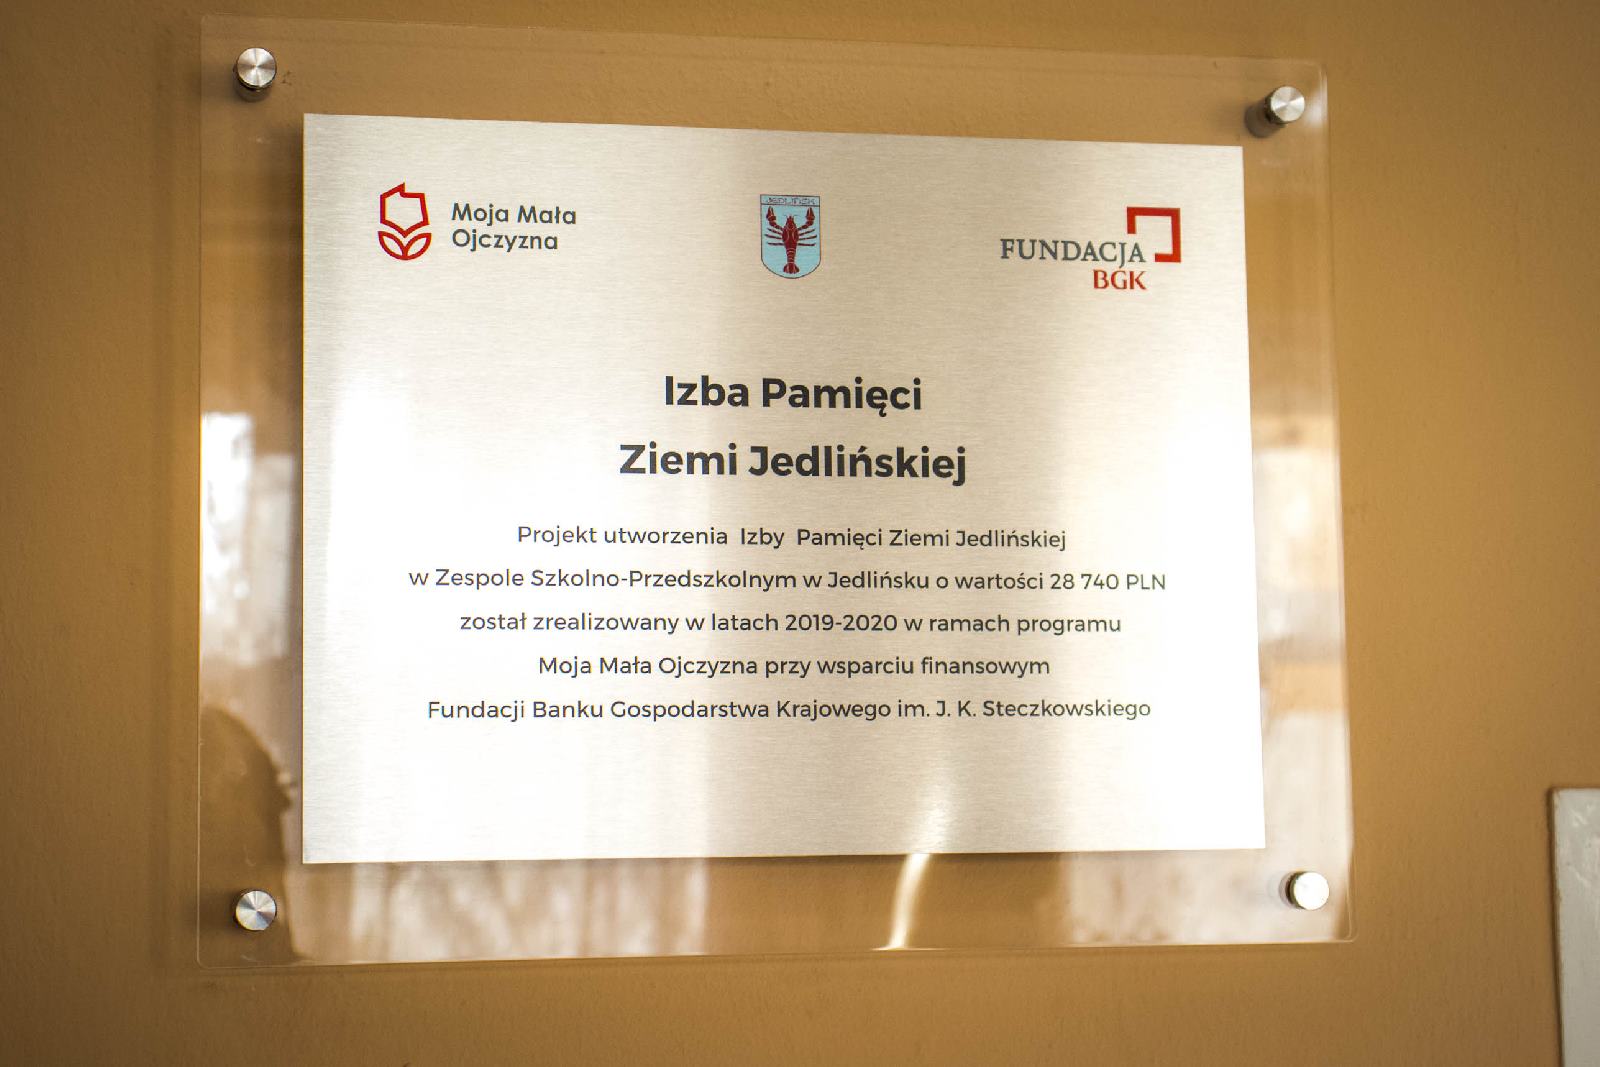 Moja Mała
Ojczyzna
JEDLIŃSK
FUNDACJA
BGK
Izba Pamięci
Ziemi Jedlińskiej
Projekt utworzenia Izby Pamięci Ziemi Jedlińskiej
w Zespole Szkolno-Przedszkolnym w Jedlińsku o wartości 28 740 PLN
został zrealizowany w latach 2019-2020 w ramach programu
Moja Mała Ojczyzna przy wsparciu finansowym
Fundacji Banku Gospodarstwa Krajowego im. J. K. Steczkowskiego